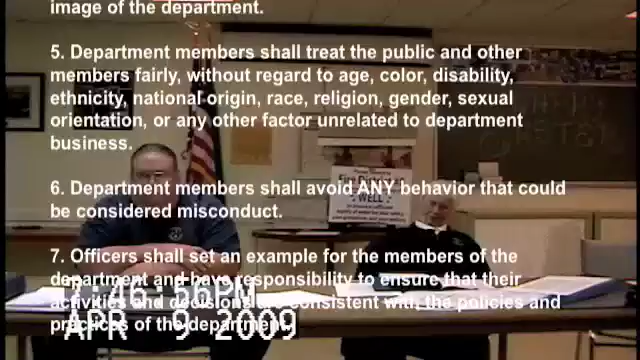 image of the department.
5. Department members shall treat the public and other
members fairly, without regard to age, color, disability,
ethnicity, national origin, race, religion, gender, sexual
orientation, or any other factor unrelated to department
business.
6. Department members shall avoid ANY behavior that could
be considered misconduct.
WELL
7. Officers shall set an example for the members of the
department and have responsibility to ensure that their
activities and decisions are consistent with the policies and
practices of the department.
PM
APR 9 2009